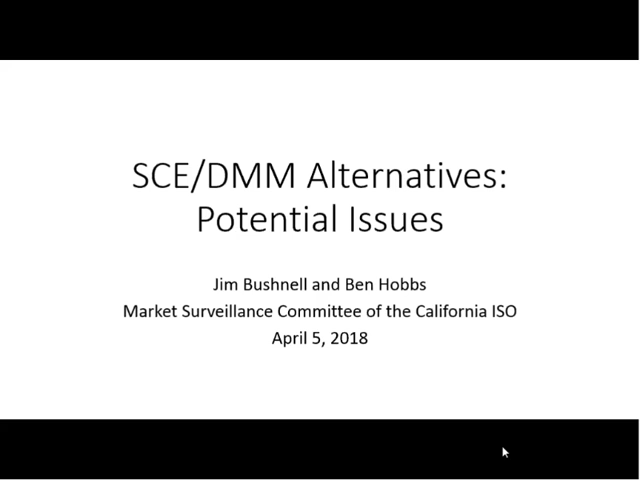 SCE/DMM Alternatives:
Potential Issues
Jim Bushnell and Ben Hobbs
Market Surveillance Committee of the California ISO
April 5, 2018